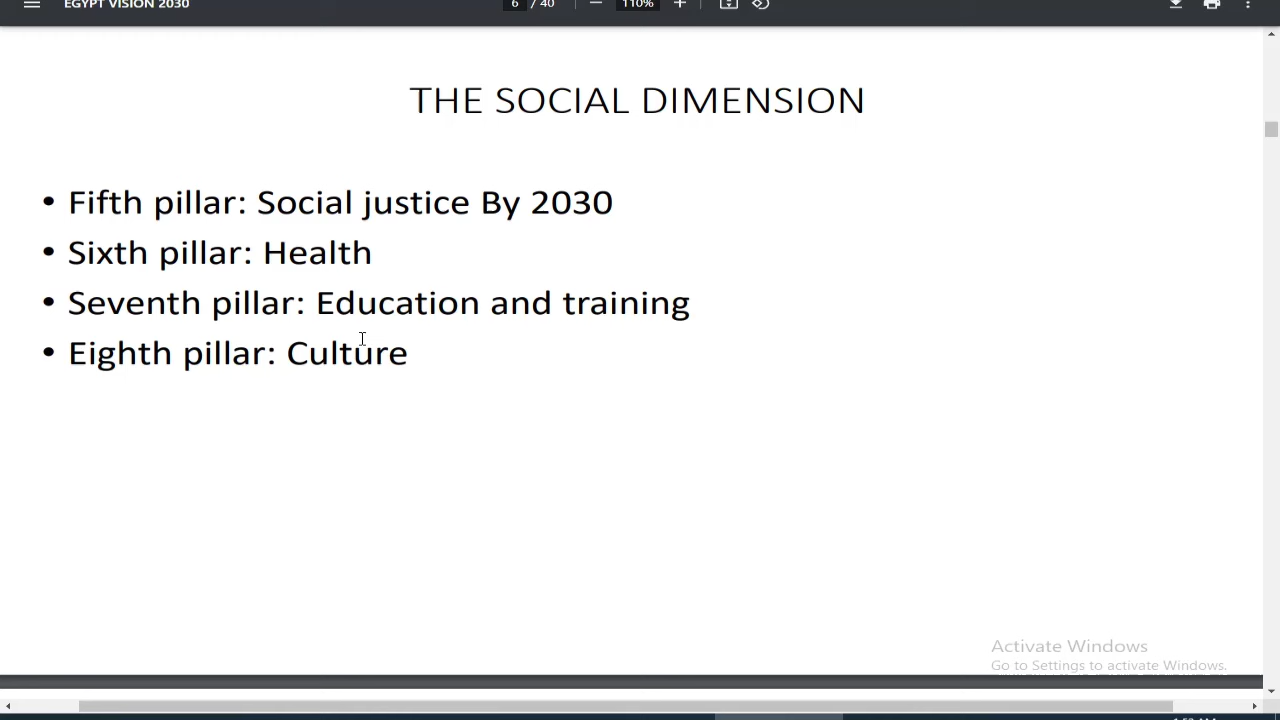 EGYPT VISION 2030
6 / 40
110%
THE SOCIAL DIMENSION
• Fifth pillar: Social justice By 2030
• Sixth pillar: Health
• Seventh pillar: Education and training
• Eighth pillar: Culture
Activate Windows
Go to Settings to activate Windows.